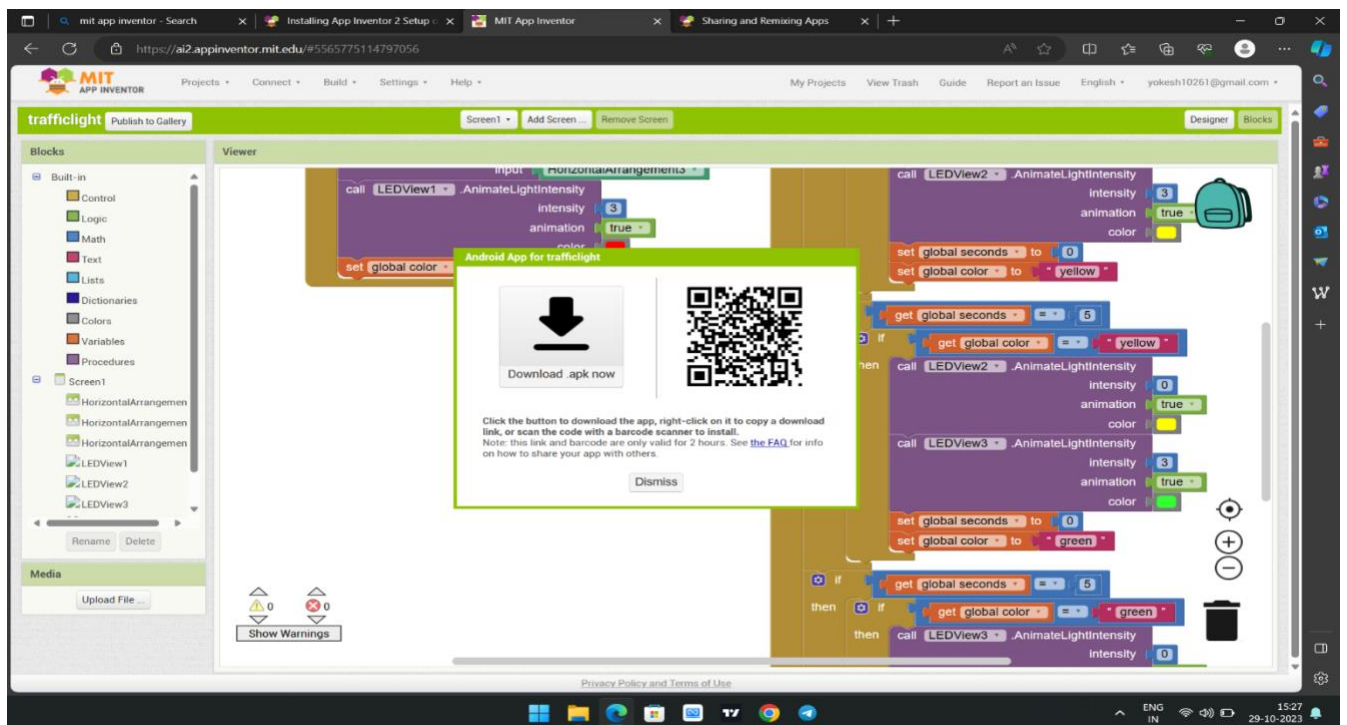 mit app inventor - Search
Installing App Inventor 2 Setup
MIT App Inventor
Sharing and Remixing Apps
https://ai2.appinventor.mit.edu/#5565775114797056
MIT
APP INVENTOR
Projects
Connect
Build
Settings
Help
My Projects
View Trash
Guide
Report an Issue
English
yokesh10261@gmail.com
trafficlight
Publish to Gallery
Screen1
Add Screen ...
Remove Screen
Designer
Blocks
Blocks
Viewer
Built-in
Control
Logic
Math
Text
Lists
Dictionaries
Colors
Variables
Procedures
Screen1
HorizontalArrangemen
HorizontalArrangemen
HorizontalArrangemen
LEDView1
LEDView2
LEDView3
Rename Delete
Media
Upload File ...
input HorizontalArrangement3
call LEDView1 .AnimateLightIntensity
intensity 3
animation true
color
set global color
Android App for trafficlight
Download .apk now
Click the button to download the app, right-click on it to copy a download
link, or scan the code with a barcode scanner to install.
Note: this link and barcode are only valid for 2 hours. See the FAQ for info
on how to share your app with others.
Dismiss
call LEDView2 .AnimateLightIntensity
intensity 3
animation true
color
set global seconds to 0
set global color to " yellow "
get global seconds = 5
if get global color = " yellow "
then call LEDView2 .AnimateLightIntensity
intensity 0
animation true
color
call LEDView3 .AnimateLightIntensity
intensity 3
animation true
color
set global seconds to 0
set global color to " green "
if get global seconds = 5
then if get global color = " green "
then call LEDView3 .AnimateLightIntensity
intensity 0
0 0
Show Warnings
Privacy Policy and Terms of Use
ENG
IN
15:27
29-10-2023